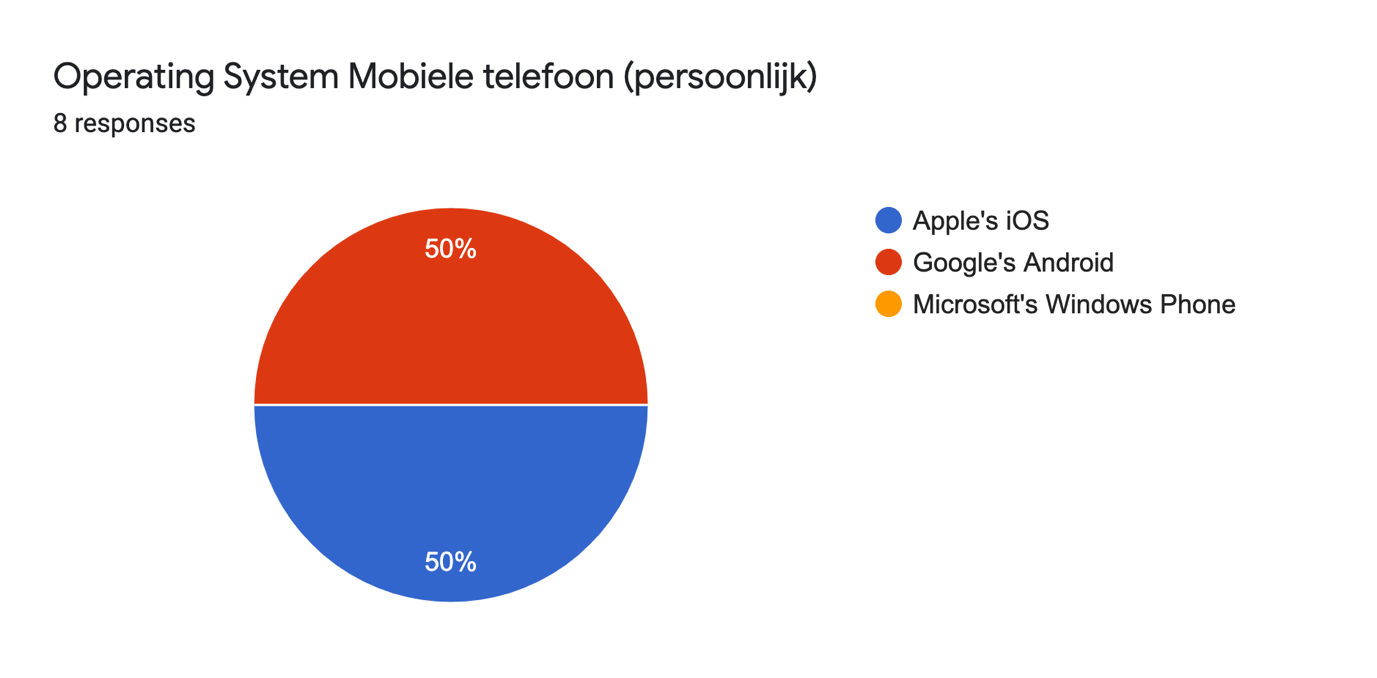 Operating System Mobiele telefoon (persoonlijk)
8 responses
50%
50%
Apple's iOS
Google's Android
Microsoft's Windows Phone